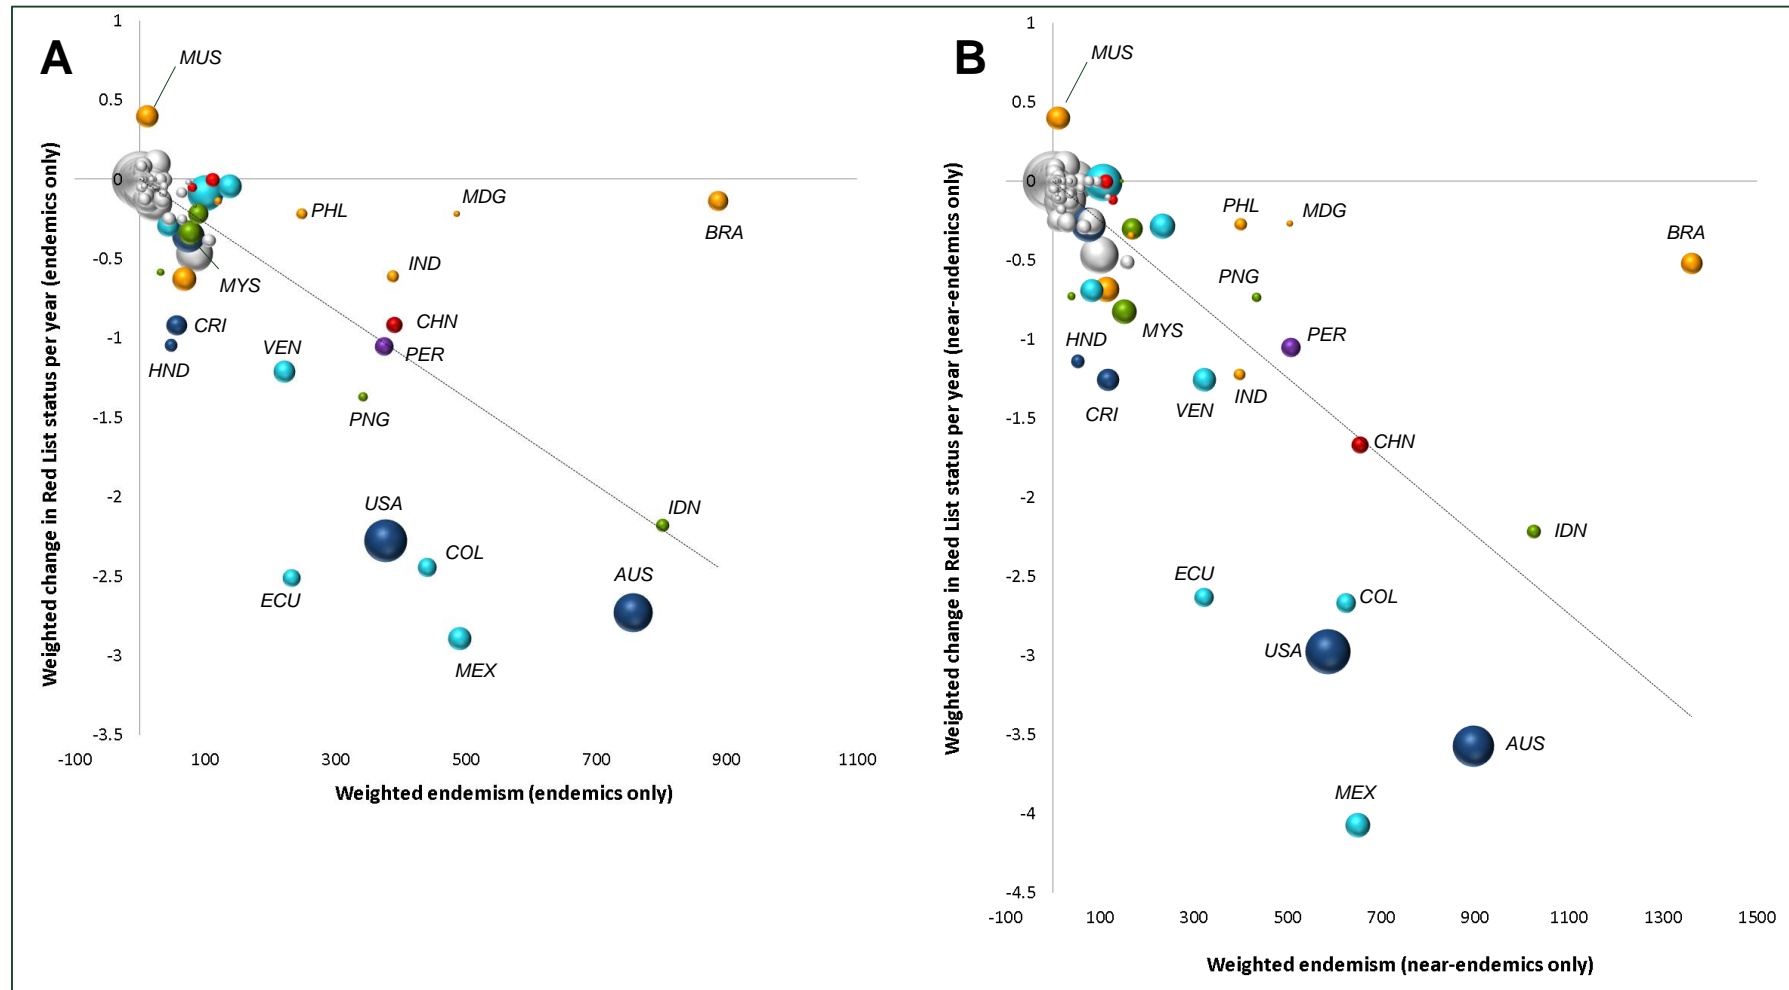 A
Weighted change in Red List status per year (endemics only)
1
0.5
0
-0.5
-1
-1.5
-2
-2.5
-3
-3.5
MUS
PHL
MDG
BRA
IND
MYS
CHN
CRI
PER
VEN
HND
PNG
USA
IDN
COL
AUS
ECU
MEX
-100
100
300
500
700
900
1100
Weighted endemism (endemics only)
B
Weighted change in Red List status per year (near-endemics only)
1
0.5
0
-0.5
-1
-1.5
-2
-2.5
-3
-3.5
-4
-4.5
MUS
PHL
MDG
BRA
PNG
MYS
HND
PER
CRI
VEN
IND
CHN
IDN
ECU
COL
USA
AUS
MEX
-100
100
300
500
700
900
1100
1300
1500
Weighted endemism (near-endemics only)